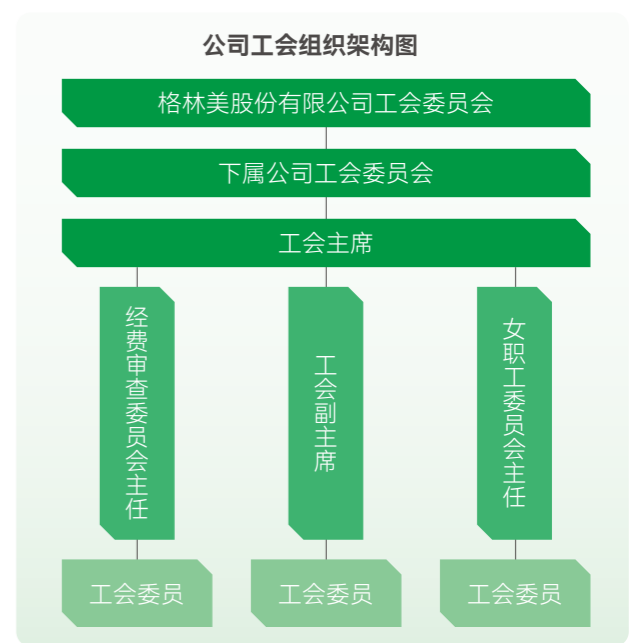 公司工会组织架构图
格林美股份有限公司工会委员会
下属公司工会委员会
工会主席
经费审查委员会主任
工会副主席
女职工委员会主任
工会委员
工会委员
工会委员